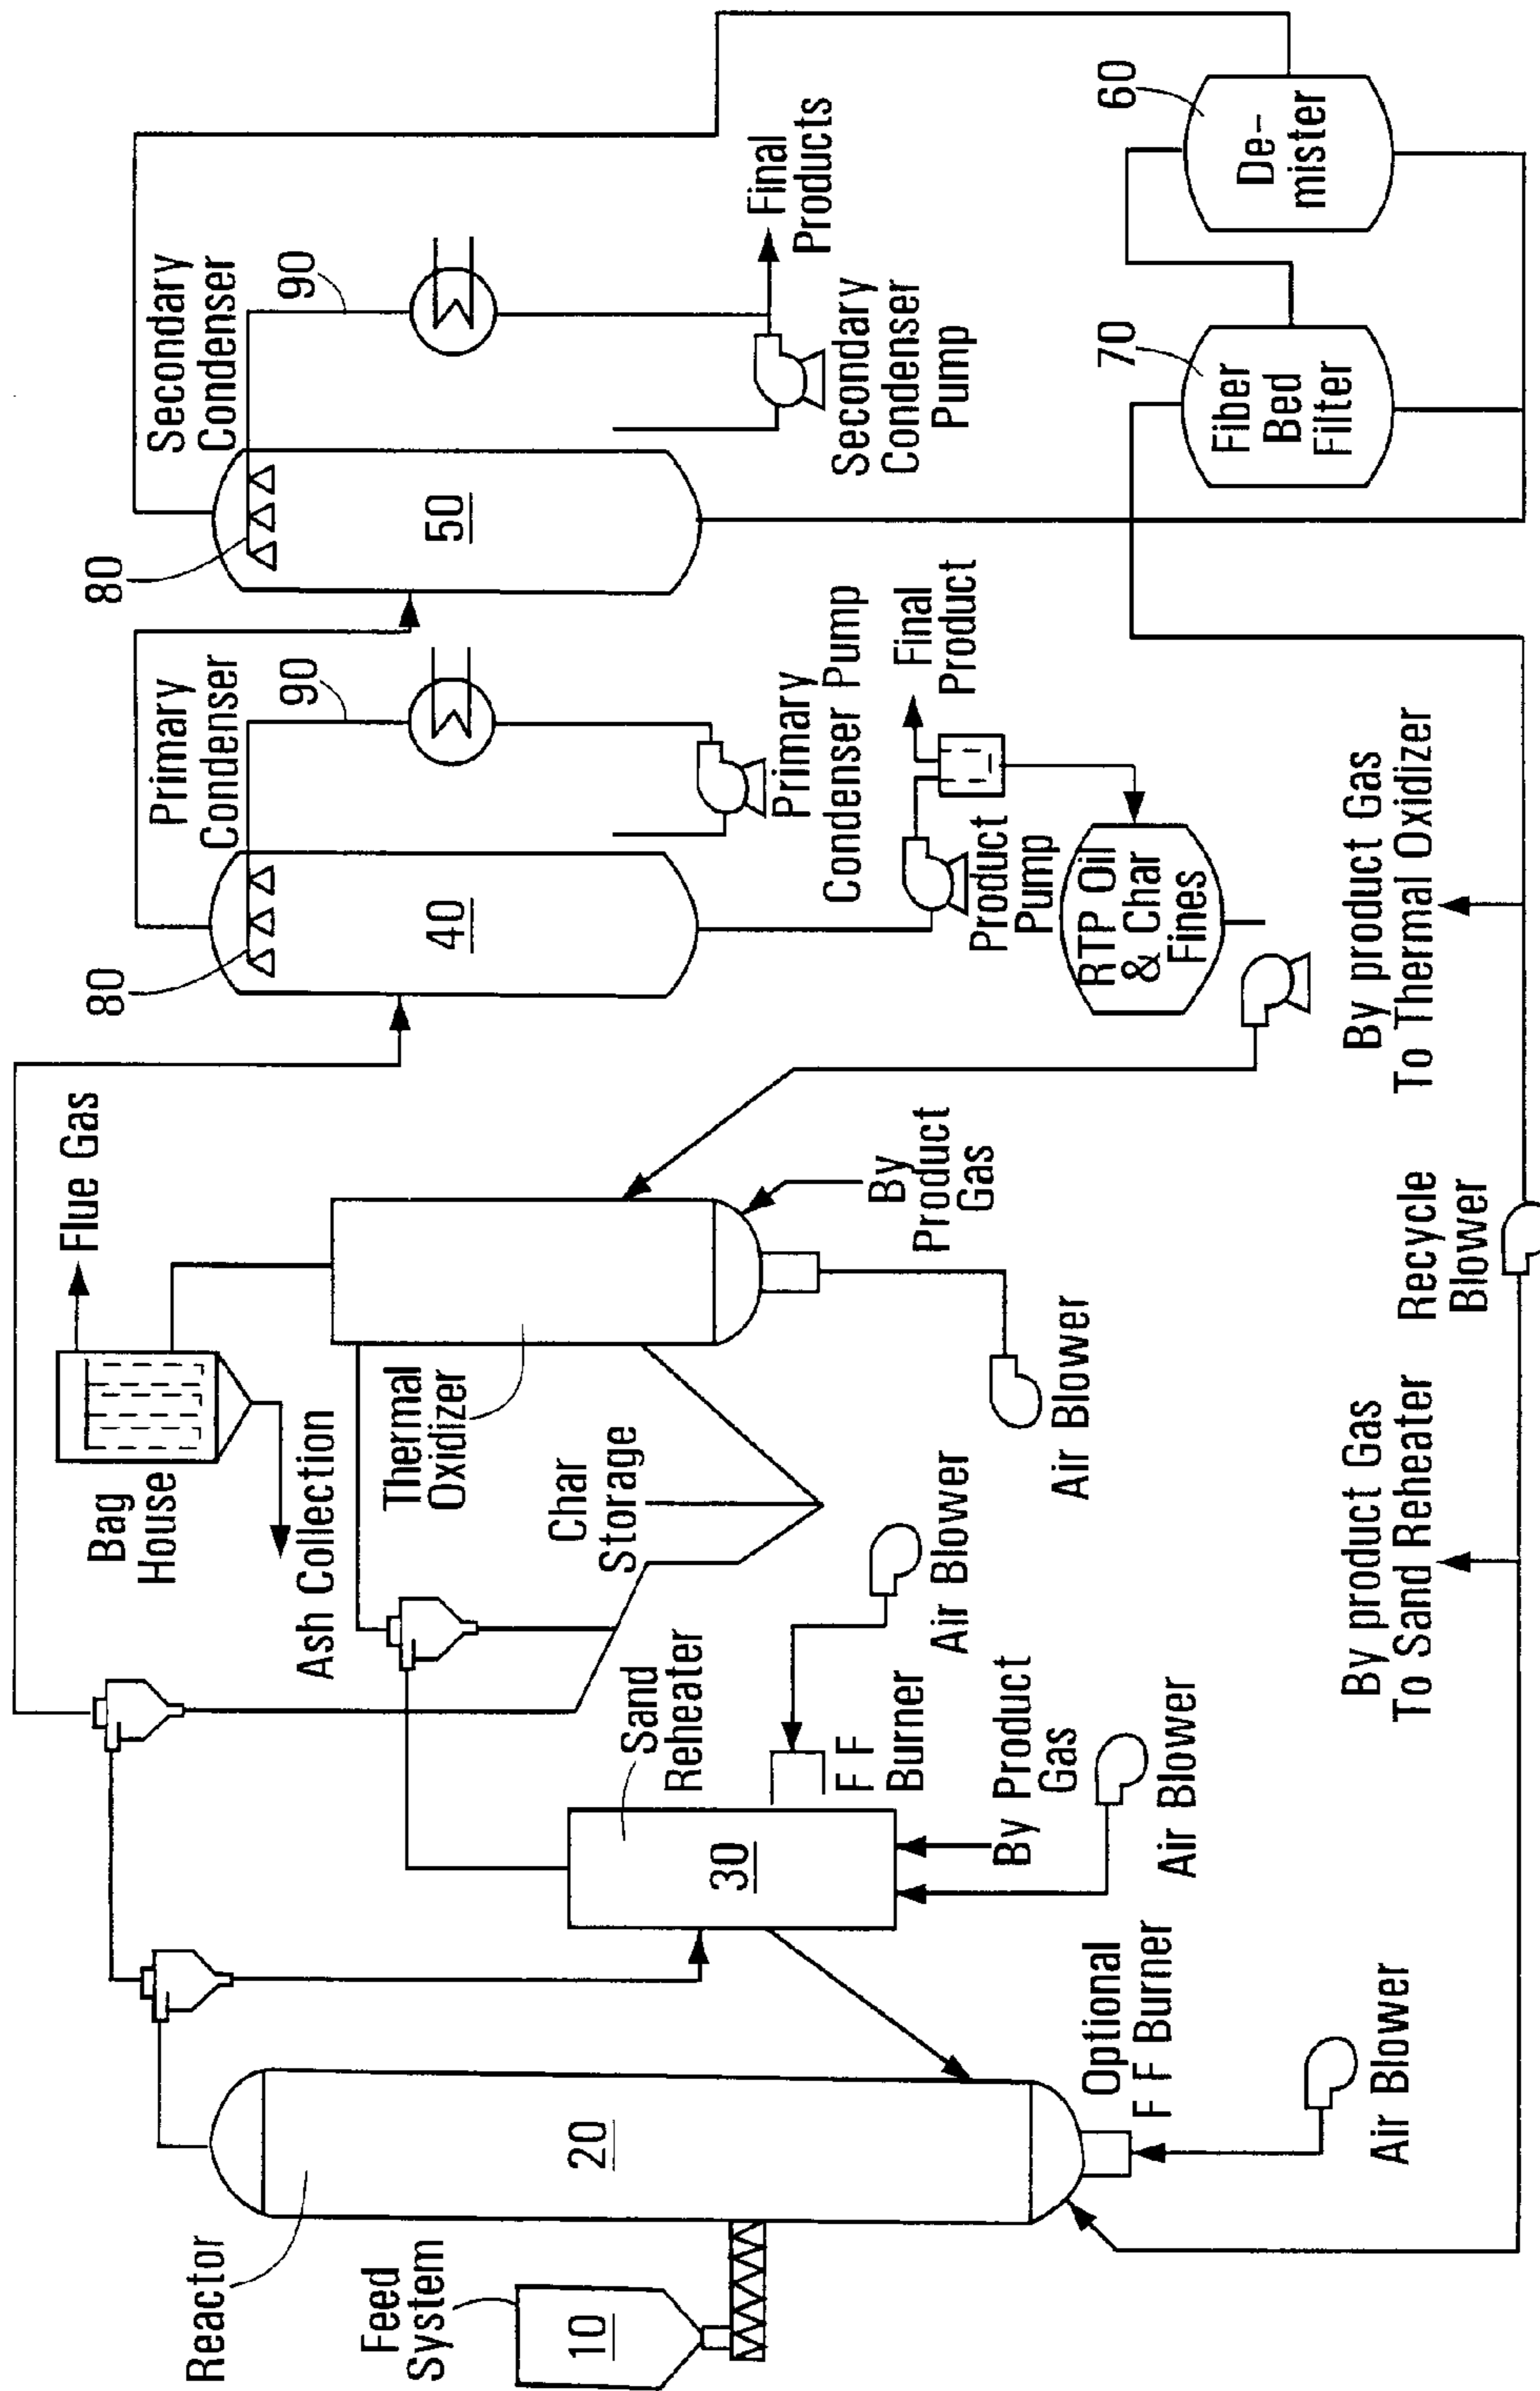 Reactor
20
Feed
System
10
Optional
F F Burner
Air Blower
Sand
Reheater
30
F F
Burner
Air Blower
By Product
Gas
Air Blower
Bag
House
Flue Gas
Ash Collection
Thermal
Oxidizer
Char
Storage
Air Blower
By
Product
Gas
Primary
Condenser
80
90
40
Primary
Condenser Pump
Product
Pump
Final
Product
RTP Oil
& Char
Fines
Secondary
Condenser
80
90
50
Final
Products
Secondary
Condenser
Pump
70
Fiber
Bed
Filter
60
De-
mister
By product Gas
To Thermal Oxidizer
Recycle
Blower
By product Gas
To Sand Reheater